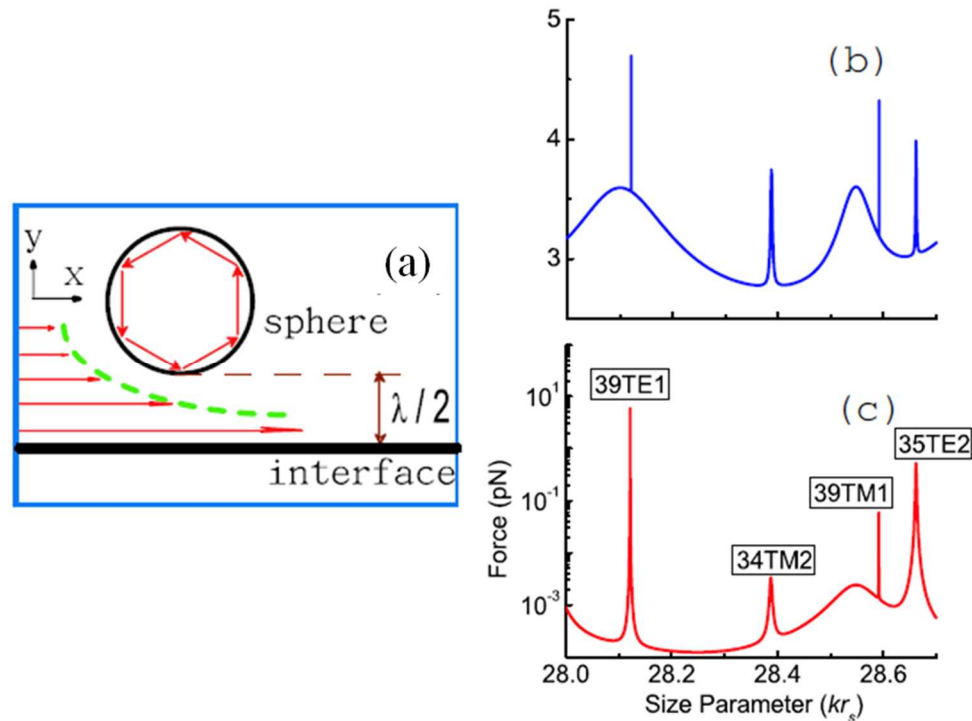 y
x
(a)
sphere
λ/2
interface
5
4
3
(b)
Force (pN)
10¹
10⁻¹
10⁻³
39TE1
(c)
35TE2
39TM1
34TM2
28.0 28.2 28.4 28.6
Size Parameter (krₛ)